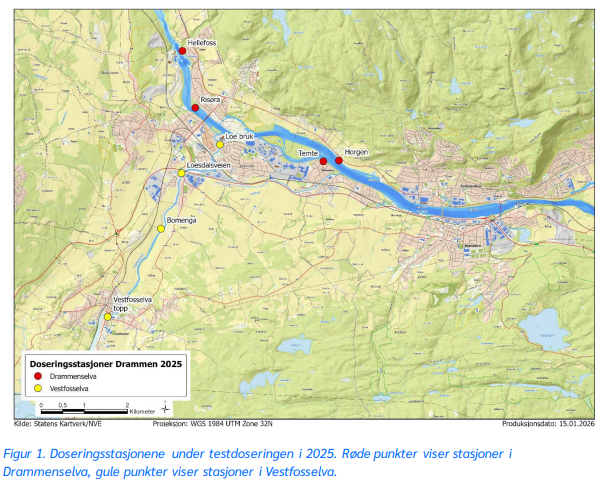 Hellefoss
Risøra
Loe bruk
Ternte
Horgen
Loesdalsveien
Bomenga
Vestfosselva
topp
Doseringsstasjoner Drammen 2025
Drammenselva
Vestfosselva
0 0,5 1 2
Kilometer
Kilde: Statens Kartverk/NVE Projeksjon: WGS 1984 UTM Zone 32N Produksjonsdato: 15.01.2026
Figur 1. Doseringsstasjonene under testdoseringen i 2025. Røde punkter viser stasjoner i
Drammenselva, gule punkter viser stasjoner i Vestfosselva.